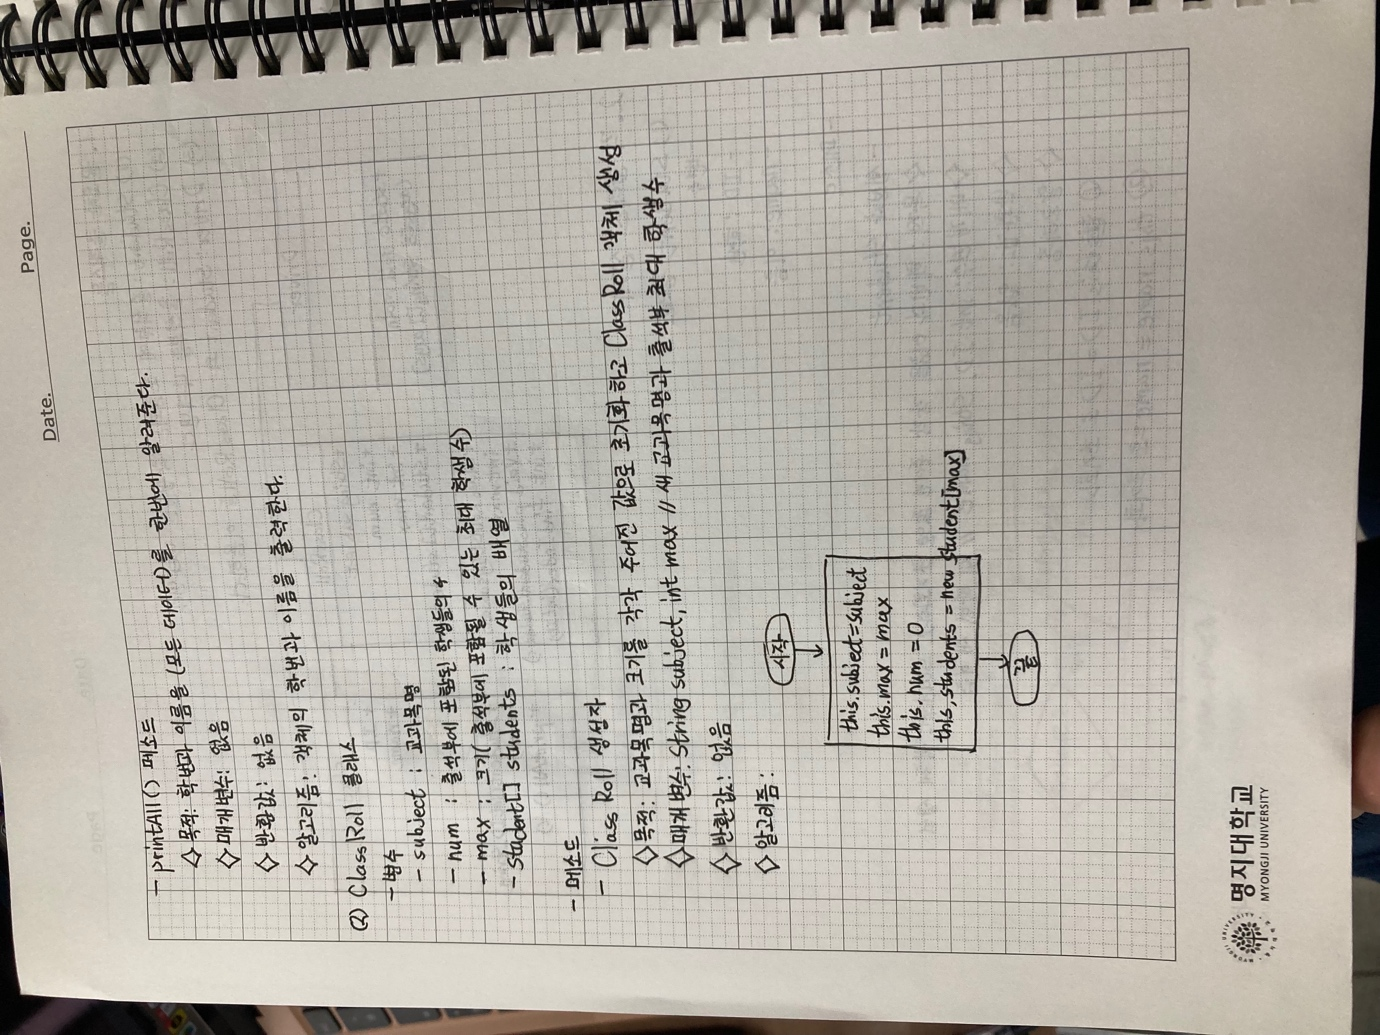 Date.
Page.
- printAll() 메소드
◇ 목적: 학번과 이름을 (모든 데이터)를 한번에 알려준다.
◇ 매개변수: 없음
◇ 반환값: 없음
◇ 알고리즘: 객체의 학번과 이름을 출력한다.
(2) ClassRoll 클래스
- 변수
- subject : 교과목명
- num : 출석부에 포함된 학생들의 수
- max : 크기( 출석부에 포함될 수 있는 최대 학생수)
- student[] students : 학생들의 배열
- 메소드
- Class Roll 생성자
◇ 목적: 교과목명과 크기를 각각 주어진 값으로 초기화하고 ClassRoll 객체 생성
◇ 매개변수: String subject, int max // 새 교과목명과 출석부 최대 학생수
◇ 반환값: 없음
◇ 알고리즘:
시작
this.subject=subject
this.max = max
this.num = 0
this.students = new student[max]
끝
명지대학교
MYONGJI UNIVERSITY